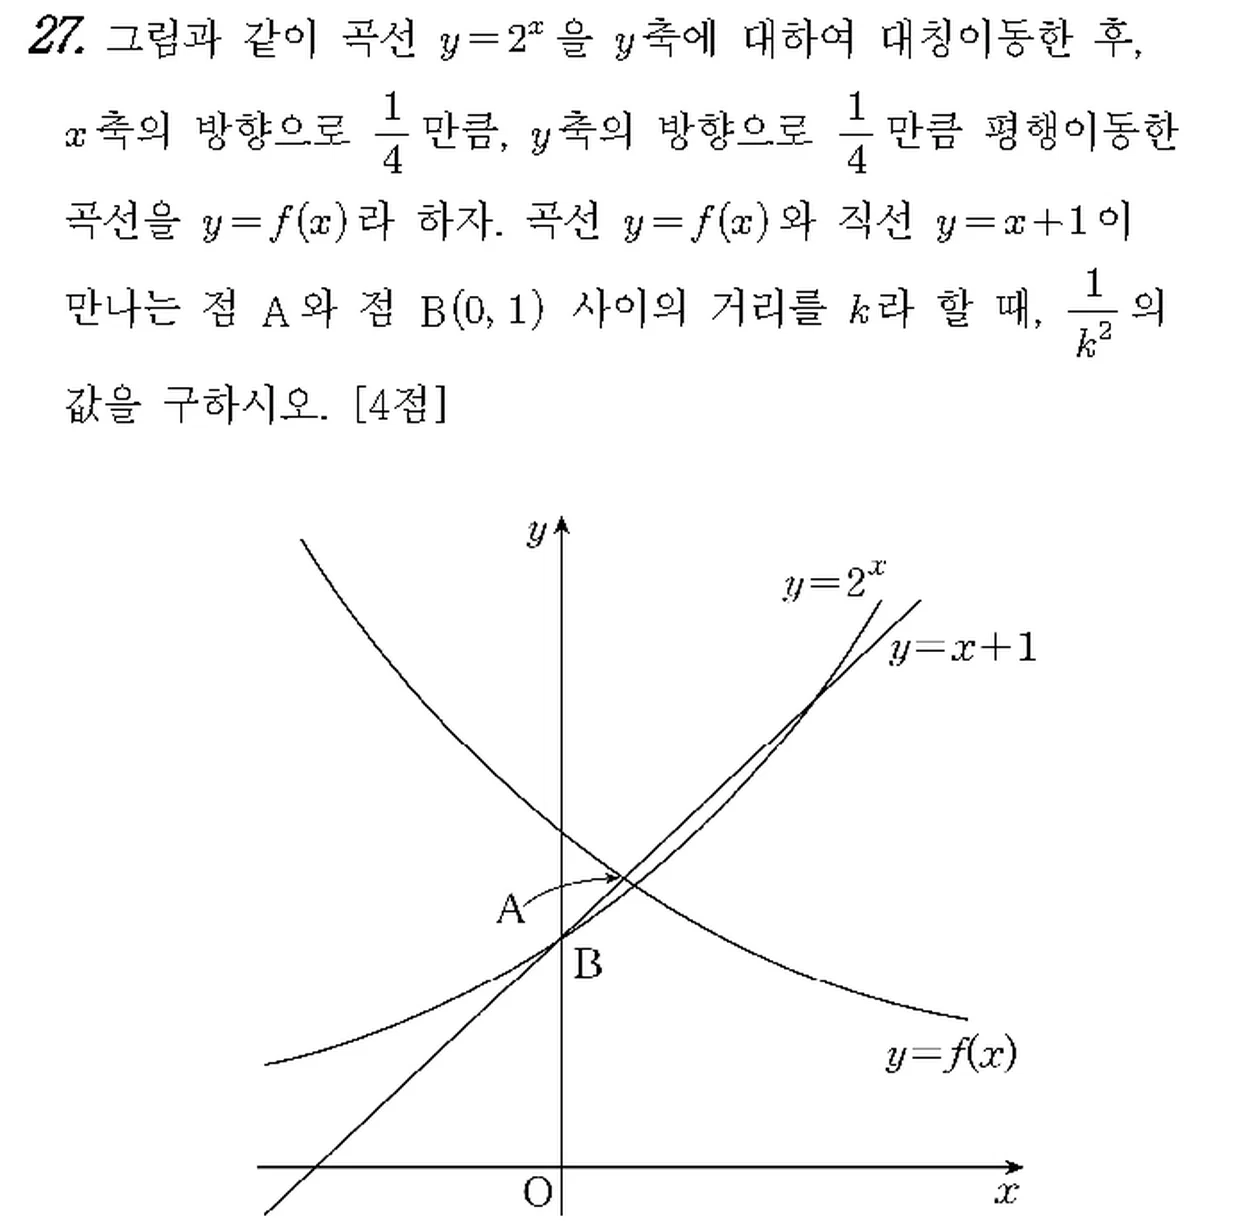 27. 그림과 같이 곡선 y=2^x 을 y축에 대하여 대칭이동한 후,
x축의 방향으로 1/4 만큼, y축의 방향으로 1/4 만큼 평행이동한
곡선을 y=f(x)라 하자. 곡선 y=f(x)와 직선 y=x+1이
만나는 점 A와 점 B(0, 1) 사이의 거리를 k라 할 때, 1/k^2 의
값을 구하시오. [4점]
y
y=2^x
y=x+1
A
B
y=f(x)
O
x